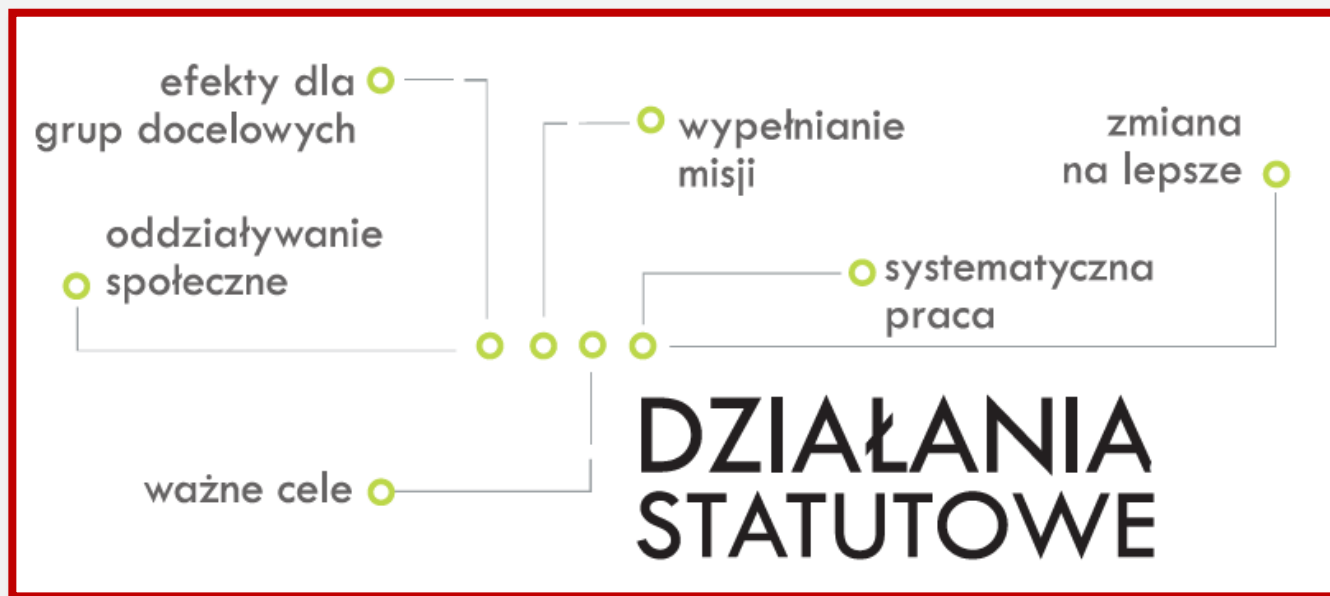 efekty dla
grup docelowych
wypełnianie
misji
zmiana
na lepsze
oddziaływanie
społeczne
systematyczna
praca
ważne cele
DZIAŁANIA
STATUTOWE